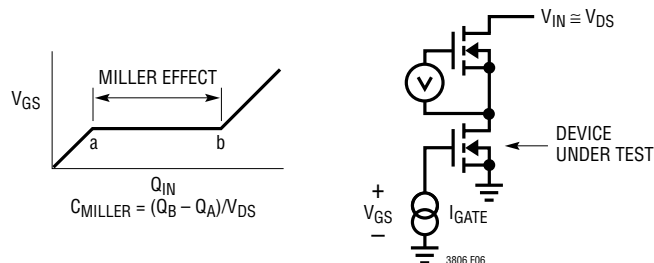 MILLER EFFECT
VGS
a
b
QIN
CMILLER = (QB – QA)/VDS
VIN ≅ VDS
V
DEVICE
UNDER TEST
+
VGS
–
IGATE
3806 F06